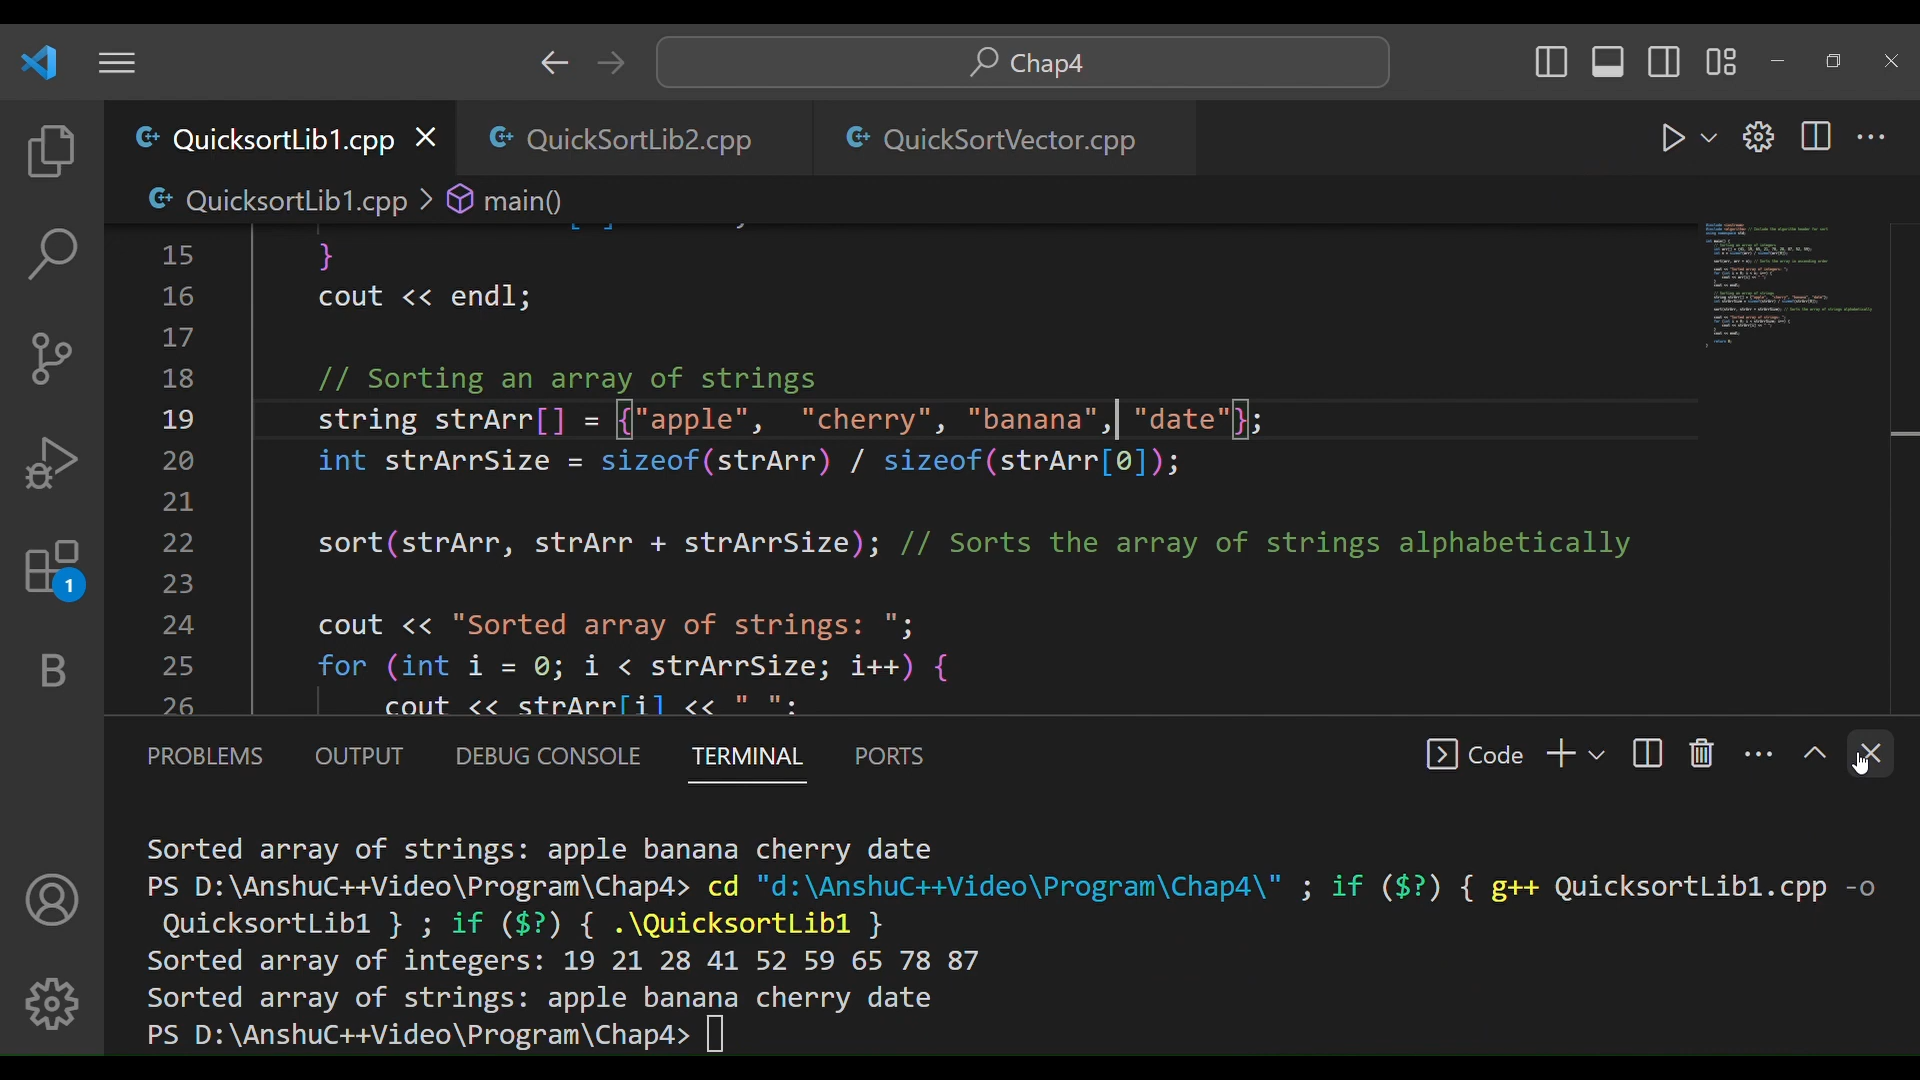 Chap4
QuicksortLib1.cpp QuickSortLib2.cpp QuickSortVector.cpp
QuicksortLib1.cpp > main()
15 }
16 cout << endl;
17
18 // Sorting an array of strings
19 string strArr[] = {"apple",  "cherry", "banana", "date"};
20 int strArrSize = sizeof(strArr) / sizeof(strArr[0]);
21
22 sort(strArr, strArr + strArrSize); // Sorts the array of strings alphabetically
23
24 cout << "Sorted array of strings: ";
25 for (int i = 0; i < strArrSize; i++) {
26 cout << strArr[i] << " ";
1
B
PROBLEMS OUTPUT DEBUG CONSOLE TERMINAL PORTS Code
Sorted array of strings: apple banana cherry date
PS D:\AnshuC++Video\Program\Chap4> cd "d:\AnshuC++Video\Program\Chap4\" ; if ($?) { g++ QuicksortLib1.cpp -o
QuicksortLib1 } ; if ($?) { .\QuicksortLib1 }
Sorted array of integers: 19 21 28 41 52 59 65 78 87
Sorted array of strings: apple banana cherry date
PS D:\AnshuC++Video\Program\Chap4>